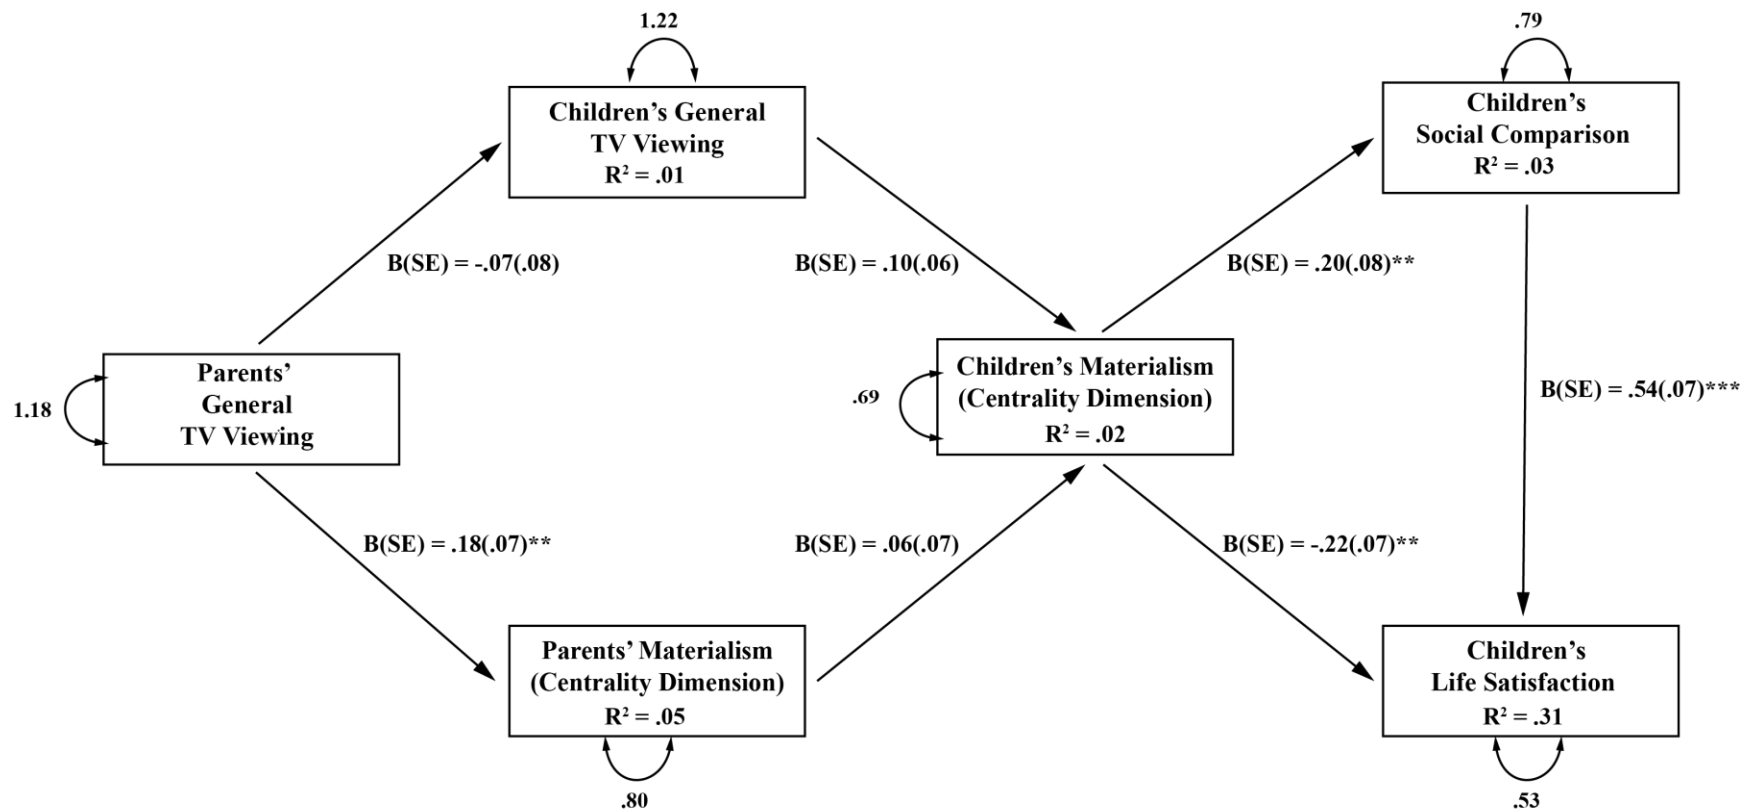 1.22
Children’s General
TV Viewing
R² = .01
.79
Children’s
Social Comparison
R² = .03
B(SE) = -.07(.08)
B(SE) = .10(.06)
B(SE) = .20(.08)**
1.18
Parents’
General
TV Viewing
.69
Children’s Materialism
(Centrality Dimension)
R² = .02
B(SE) = .54(.07)***
B(SE) = .18(.07)**
B(SE) = .06(.07)
B(SE) = -.22(.07)**
Parents’ Materialism
(Centrality Dimension)
R² = .05
.80
Children’s
Life Satisfaction
R² = .31
.53